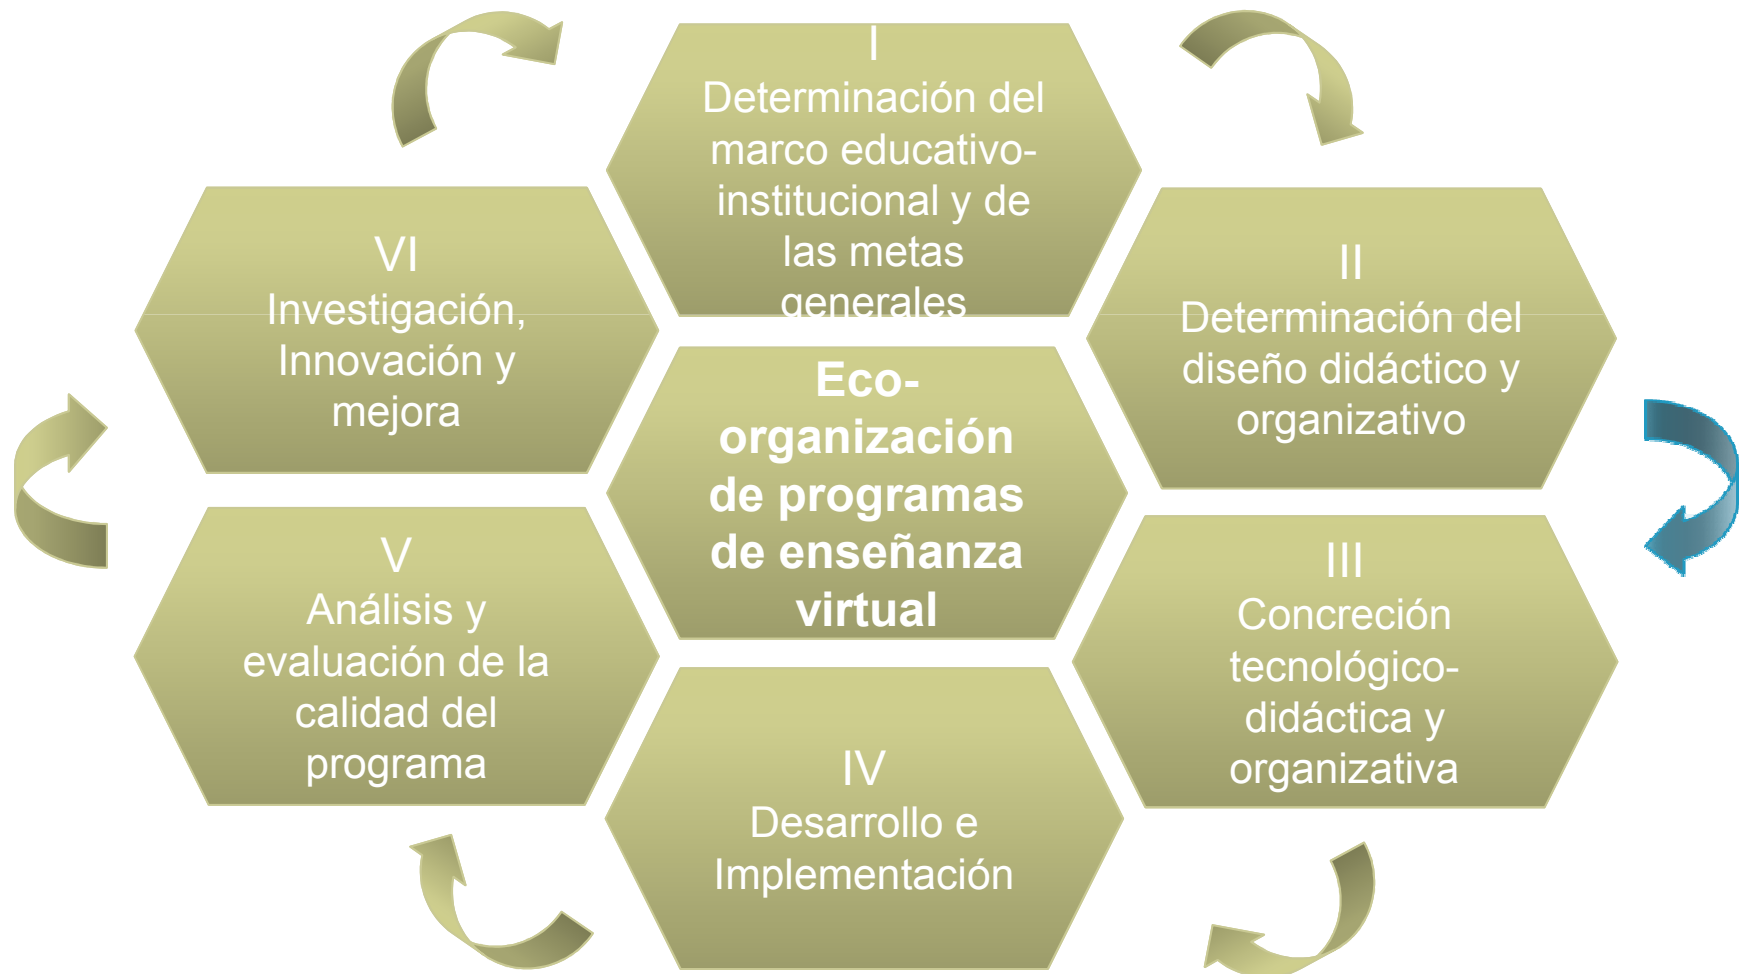 I
Determinación del
marco educativo-
institucional y de
las metas
generales
II
Determinación del
diseño didáctico y
organizativo
III
Concreción
tecnológico-
didáctica y
organizativa
IV
Desarrollo e
Implementación
V
Análisis y
evaluación de la
calidad del
programa
VI
Investigación,
Innovación y
mejora
Eco-
organización
de programas
de enseñanza
virtual